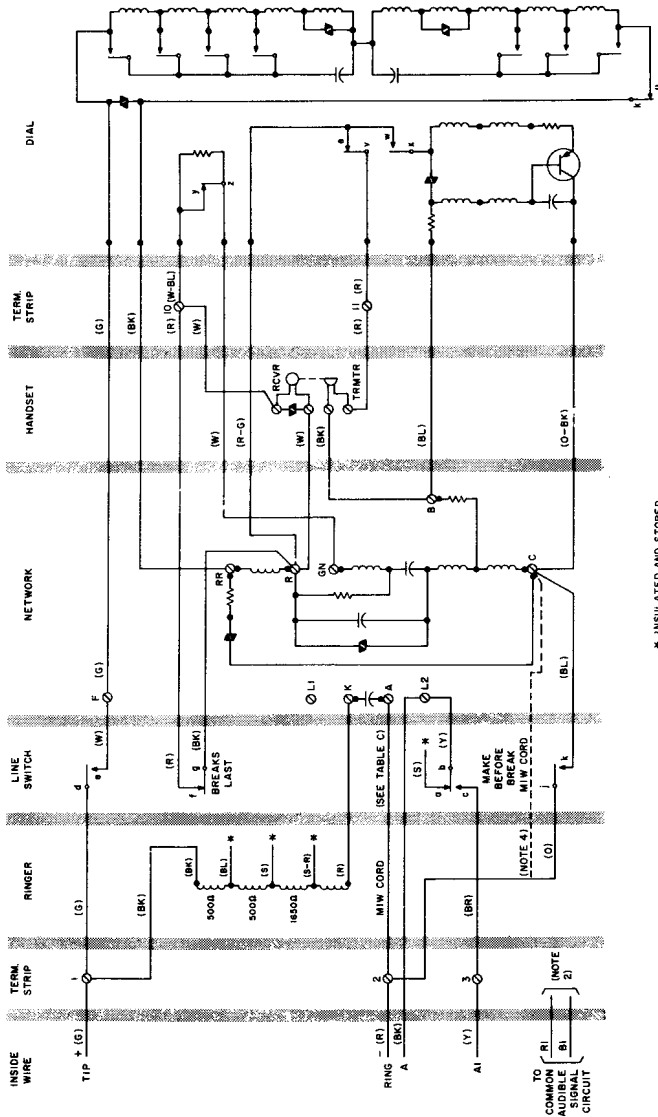 INSIDE
WIRE
TERM.
STRIP
RINGER
LINE
SWITCH
NETWORK
HANDSET
TERM.
STRIP
DIAL
TIP
+ (G)
1
(G)
d
e
(W)
F
(G)
(G)
(BK)
(BK)
(BK)
500Ω
(BL)
*
500Ω
(S)
*
1650Ω
(S-R)
*
(R)
(R)
f
g
(BK)
BREAKS
LAST
(R) 10 (W-BL)
(W)
y
z
(W)
(R-G)
RR
R
GN
(W)
RCVR
TRMTR
(BK)
(R)
11
(R)
a
v
w
x
L1
K
A
L2
RING
- (R)
2
MIW CORD
(SEE TABLE C)
A
(BK)
(S)
*
a
b
(Y)
c
MAKE
BEFORE
BREAK
A1
(Y)
3
(BR)
B
(BL)
(NOTE 4)
MIW CORD
C
(O-BK)
(O)
j
k
(BL)
k
TO
COMMON
AUDIBLE
SIGNAL
CIRCUIT
R1
B1
(NOTE
2)
* INSULATED AND STORED